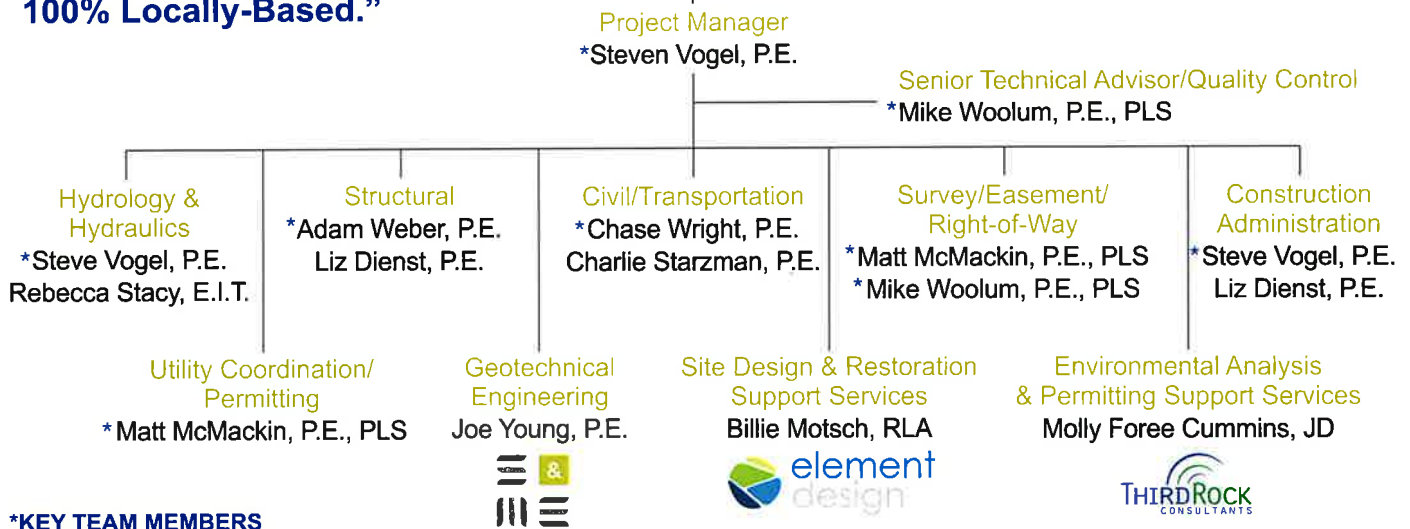 100% Locally-Based.”
Project Manager
*Steven Vogel, P.E.
Senior Technical Advisor/Quality Control
*Mike Woolum, P.E., PLS
Hydrology &
Hydraulics
*Steve Vogel, P.E.
Rebecca Stacy, E.I.T.
Structural
*Adam Weber, P.E.
Liz Dienst, P.E.
Civil/Transportation
*Chase Wright, P.E.
Charlie Starzman, P.E.
Survey/Easement/
Right-of-Way
*Matt McMackin, P.E., PLS
*Mike Woolum, P.E., PLS
Construction
Administration
*Steve Vogel, P.E.
Liz Dienst, P.E.
Utility Coordination/
Permitting
*Matt McMackin, P.E., PLS
Geotechnical
Engineering
Joe Young, P.E.
S&
ME
Site Design & Restoration
Support Services
Billie Motsch, RLA
element
design
Environmental Analysis
& Permitting Support Services
Molly Foree Cummins, JD
THIRDROCK
CONSULTANTS
*KEY TEAM MEMBERS